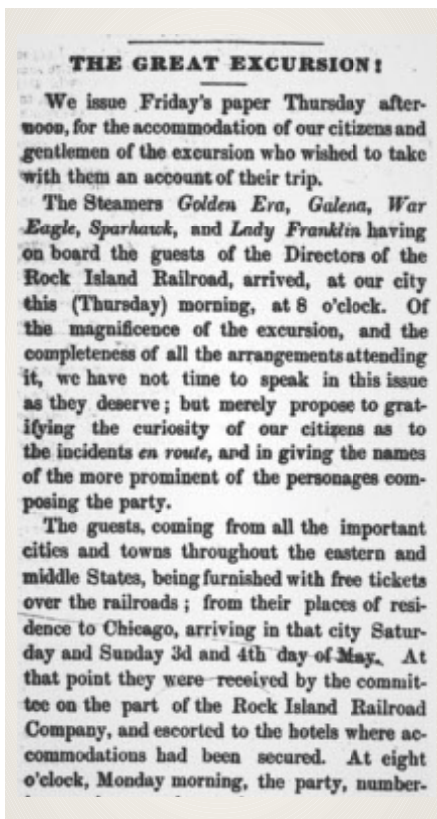 THE GREAT EXCURSION!
We issue Friday's paper Thursday after-
noon, for the accommodation of our citizens and
gentlemen of the excursion who wished to take
with them an account of their trip.
The Steamers Golden Era, Galena, War
Eagle, Sparhawk, and Lady Franklin having
on board the guests of the Directors of the
Rock Island Railroad, arrived, at our city
this (Thursday) morning, at 8 o'clock. Of
the magnificence of the excursion, and the
completeness of all the arrangements attending
it, we have not time to speak in this issue
as they deserve; but merely propose to grat-
ifying the curiosity of our citizens as to
the incidents en route, and in giving the names
of the more prominent of the personages com-
posing the party.
The guests, coming from all the important
cities and towns throughout the eastern and
middle States, being furnished with free tickets
over the railroads; from their places of resi-
dence to Chicago, arriving in that city Satur-
day and Sunday 3d and 4th day of May. At
that point they were received by the commit-
tee on the part of the Rock Island Railroad
Company, and escorted to the hotels where ac-
commodations had been secured. At eight
o'clock, Monday morning, the party, number-